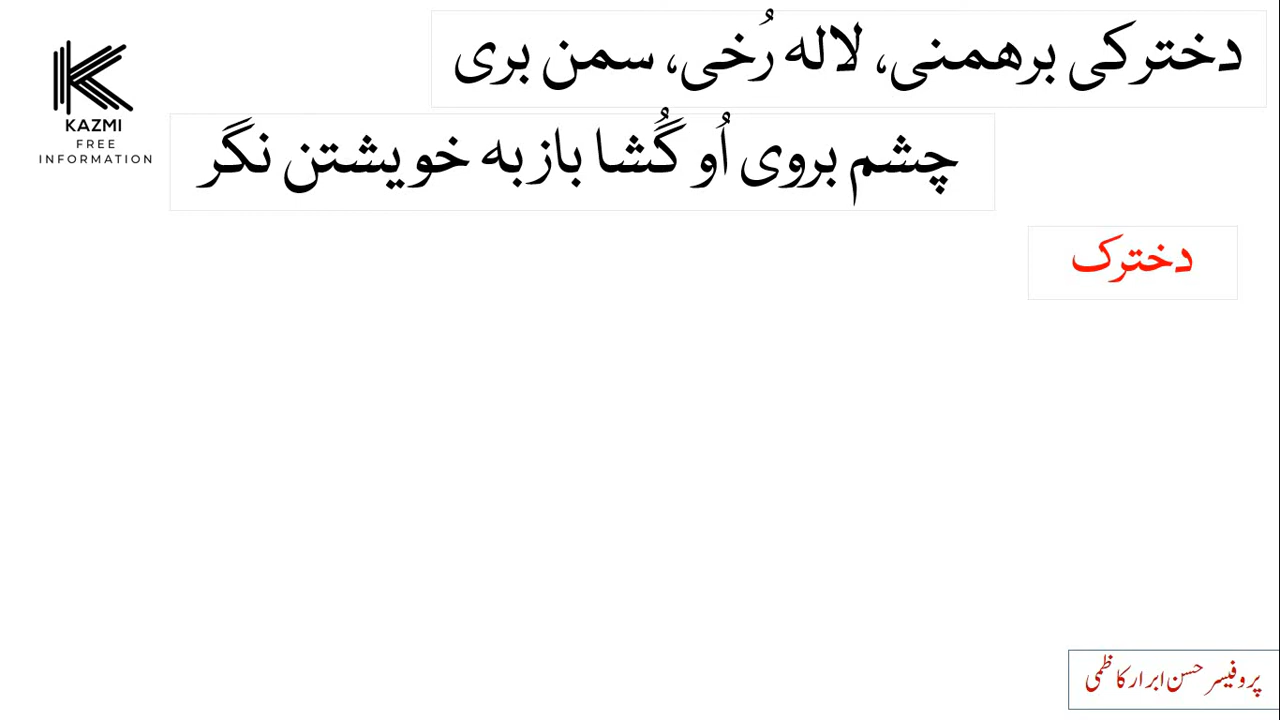 دخترکی برهمنی، لاله رُخی، سمن بری
KAZMI
FREE
INFORMATION
چشم بروی اُو گُشا باز به خویشتن نگر
دخترک
پروفیسر حسن ابرار کاظمی